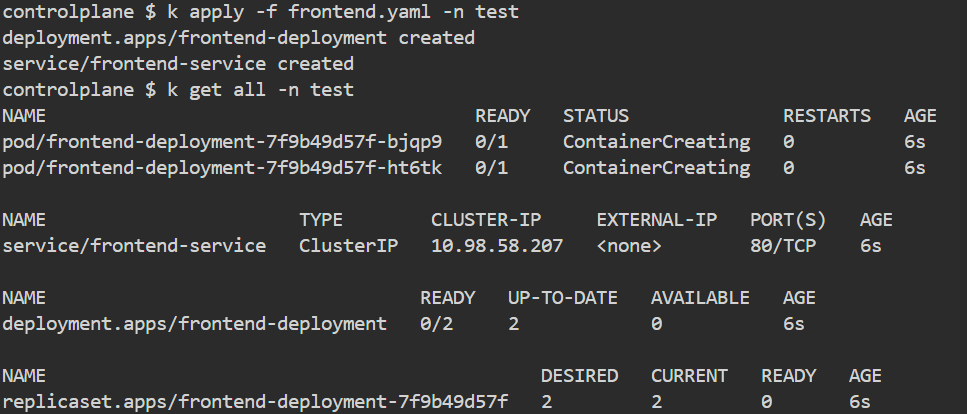 controlplane $ k apply -f frontend.yaml -n test
deployment.apps/frontend-deployment created
service/frontend-service created
controlplane $ k get all -n test
NAME                                       READY   STATUS              RESTARTS   AGE
pod/frontend-deployment-7f9b49d57f-bjqp9   0/1     ContainerCreating   0          6s
pod/frontend-deployment-7f9b49d57f-ht6tk   0/1     ContainerCreating   0          6s

NAME                       TYPE        CLUSTER-IP     EXTERNAL-IP   PORT(S)   AGE
service/frontend-service   ClusterIP   10.98.58.207   <none>        80/TCP    6s

NAME                                  READY   UP-TO-DATE   AVAILABLE   AGE
deployment.apps/frontend-deployment   0/2     2            0           6s

NAME                                             DESIRED   CURRENT   READY   AGE
replicaset.apps/frontend-deployment-7f9b49d57f   2         2         0       6s